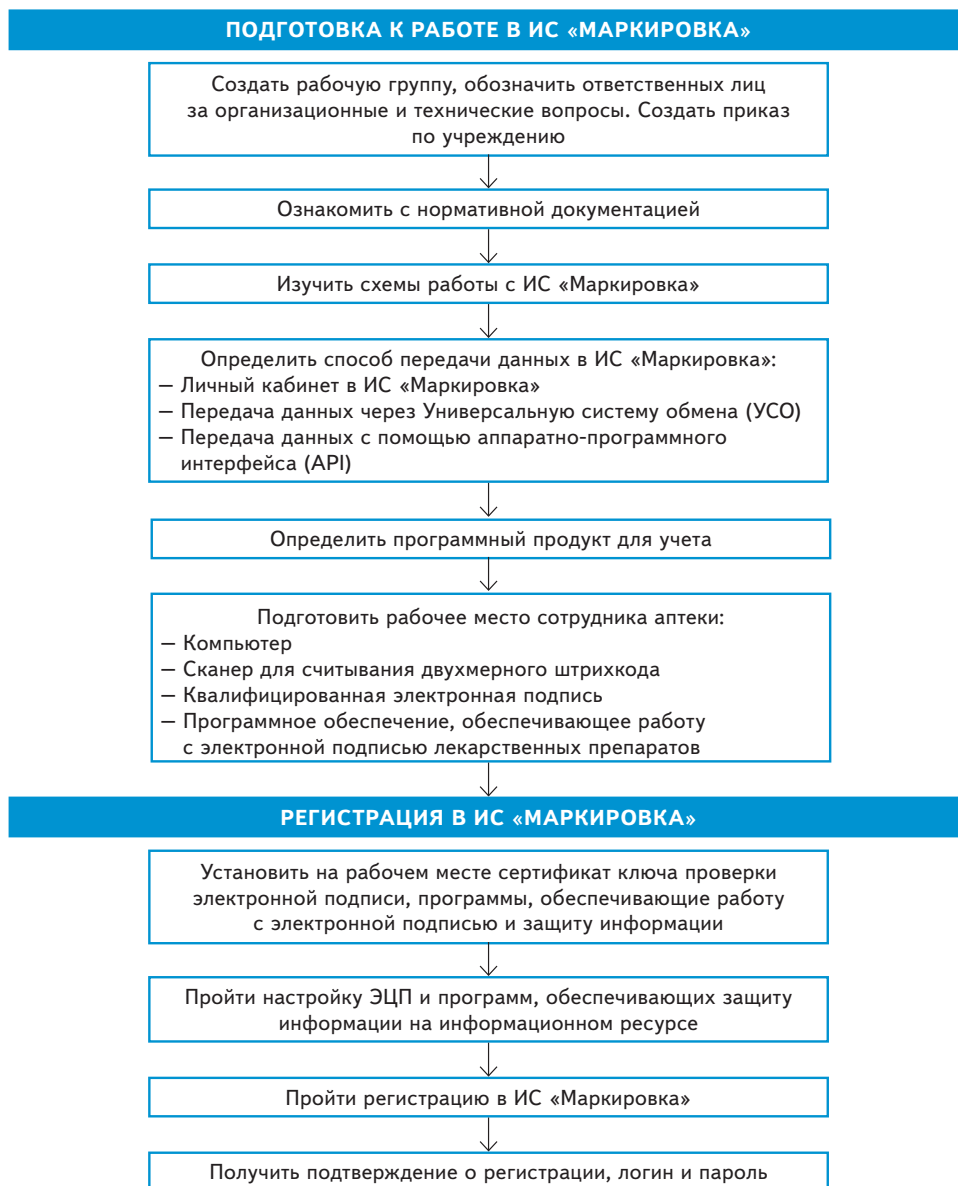 ПОДГОТОВКА К РАБОТЕ В ИС «МАРКИРОВКА»
Создать рабочую группу, обозначить ответственных лиц
за организационные и технические вопросы. Создать приказ
по учреждению
Ознакомить с нормативной документацией
Изучить схемы работы с ИС «Маркировка»
Определить способ передачи данных в ИС «Маркировка»:
— Личный кабинет в ИС «Маркировка»
— Передача данных через Универсальную систему обмена (УСО)
— Передача данных с помощью аппаратно-программного
интерфейса (API)
Определить программный продукт для учета
Подготовить рабочее место сотрудника аптеки:
— Компьютер
— Сканер для считывания двухмерного штрихкода
— Квалифицированная электронная подпись
— Программное обеспечение, обеспечивающее работу
с электронной подписью лекарственных препаратов
РЕГИСТРАЦИЯ В ИС «МАРКИРОВКА»
Установить на рабочем месте сертификат ключа проверки
электронной подписи, программы, обеспечивающие работу
с электронной подписью и защиту информации
Пройти настройку ЭЦП и программ, обеспечивающих защиту
информации на информационном ресурсе
Пройти регистрацию в ИС «Маркировка»
Получить подтверждение о регистрации, логин и пароль